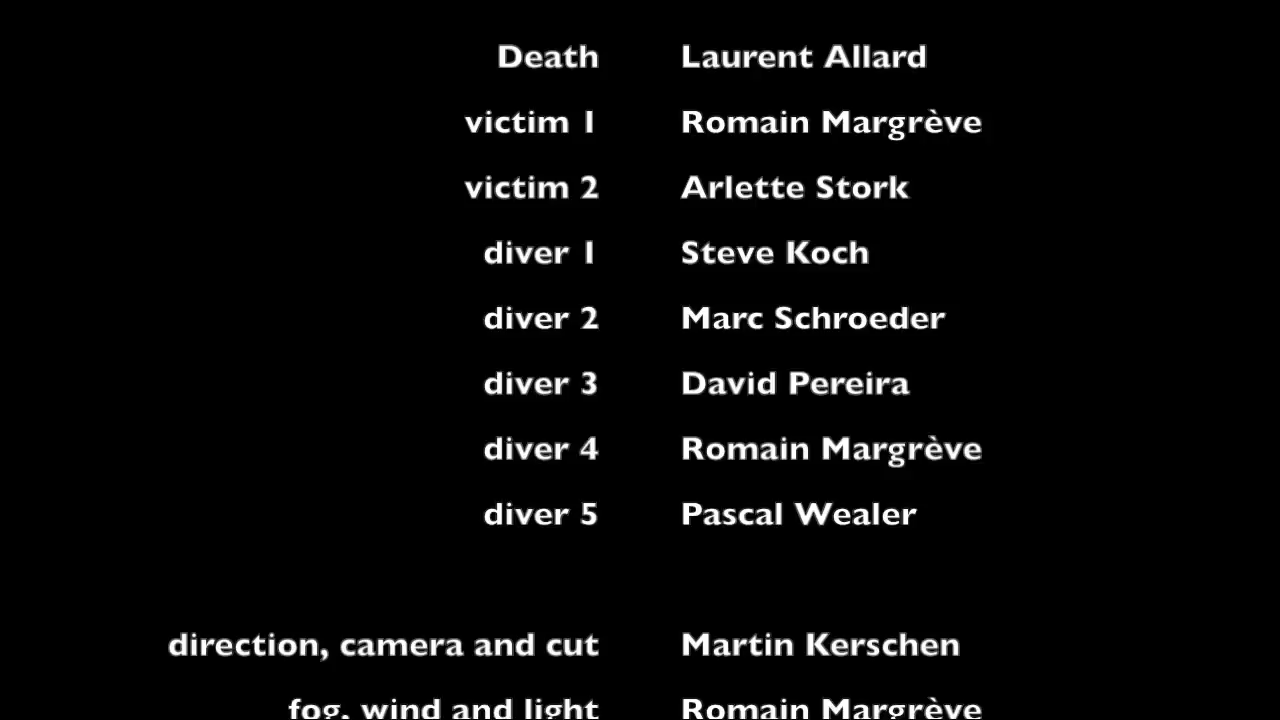 Death Laurent Allard
victim 1 Romain Margrève
victim 2 Arlette Stork
diver 1 Steve Koch
diver 2 Marc Schroeder
diver 3 David Pereira
diver 4 Romain Margrève
diver 5 Pascal Wealer
direction, camera and cut Martin Kerschen
fog, wind and light Romain Margrève